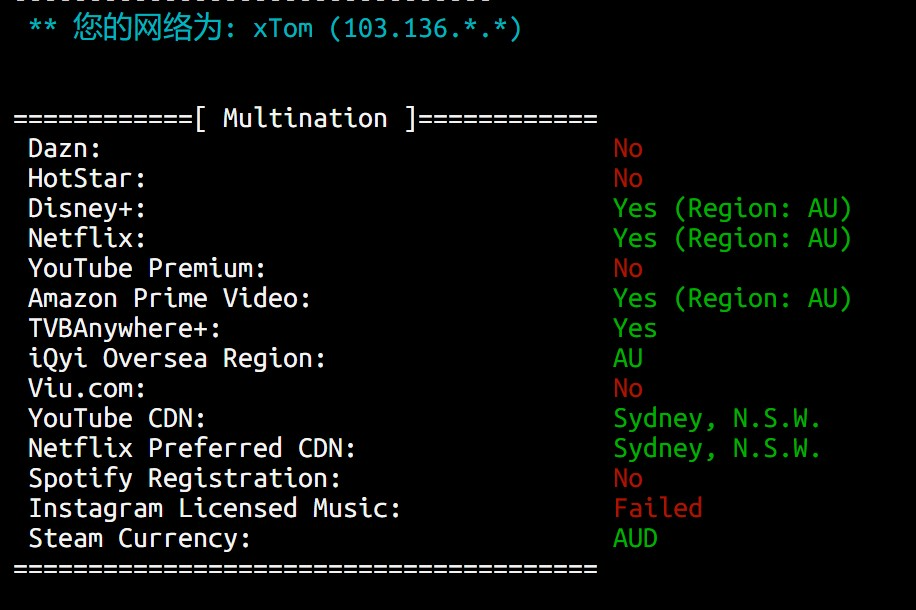 ** 您的网络为: xTom (103.136.*.*)
============[ Multination ]============
Dazn: No
HotStar: No
Disney+: Yes (Region: AU)
Netflix: Yes (Region: AU)
YouTube Premium: No
Amazon Prime Video: Yes (Region: AU)
TVBAnywhere+: Yes
iQyi Oversea Region: AU
Viu.com: No
YouTube CDN: Sydney, N.S.W.
Netflix Preferred CDN: Sydney, N.S.W.
Spotify Registration: No
Instagram Licensed Music: Failed
Steam Currency: AUD
=======================================